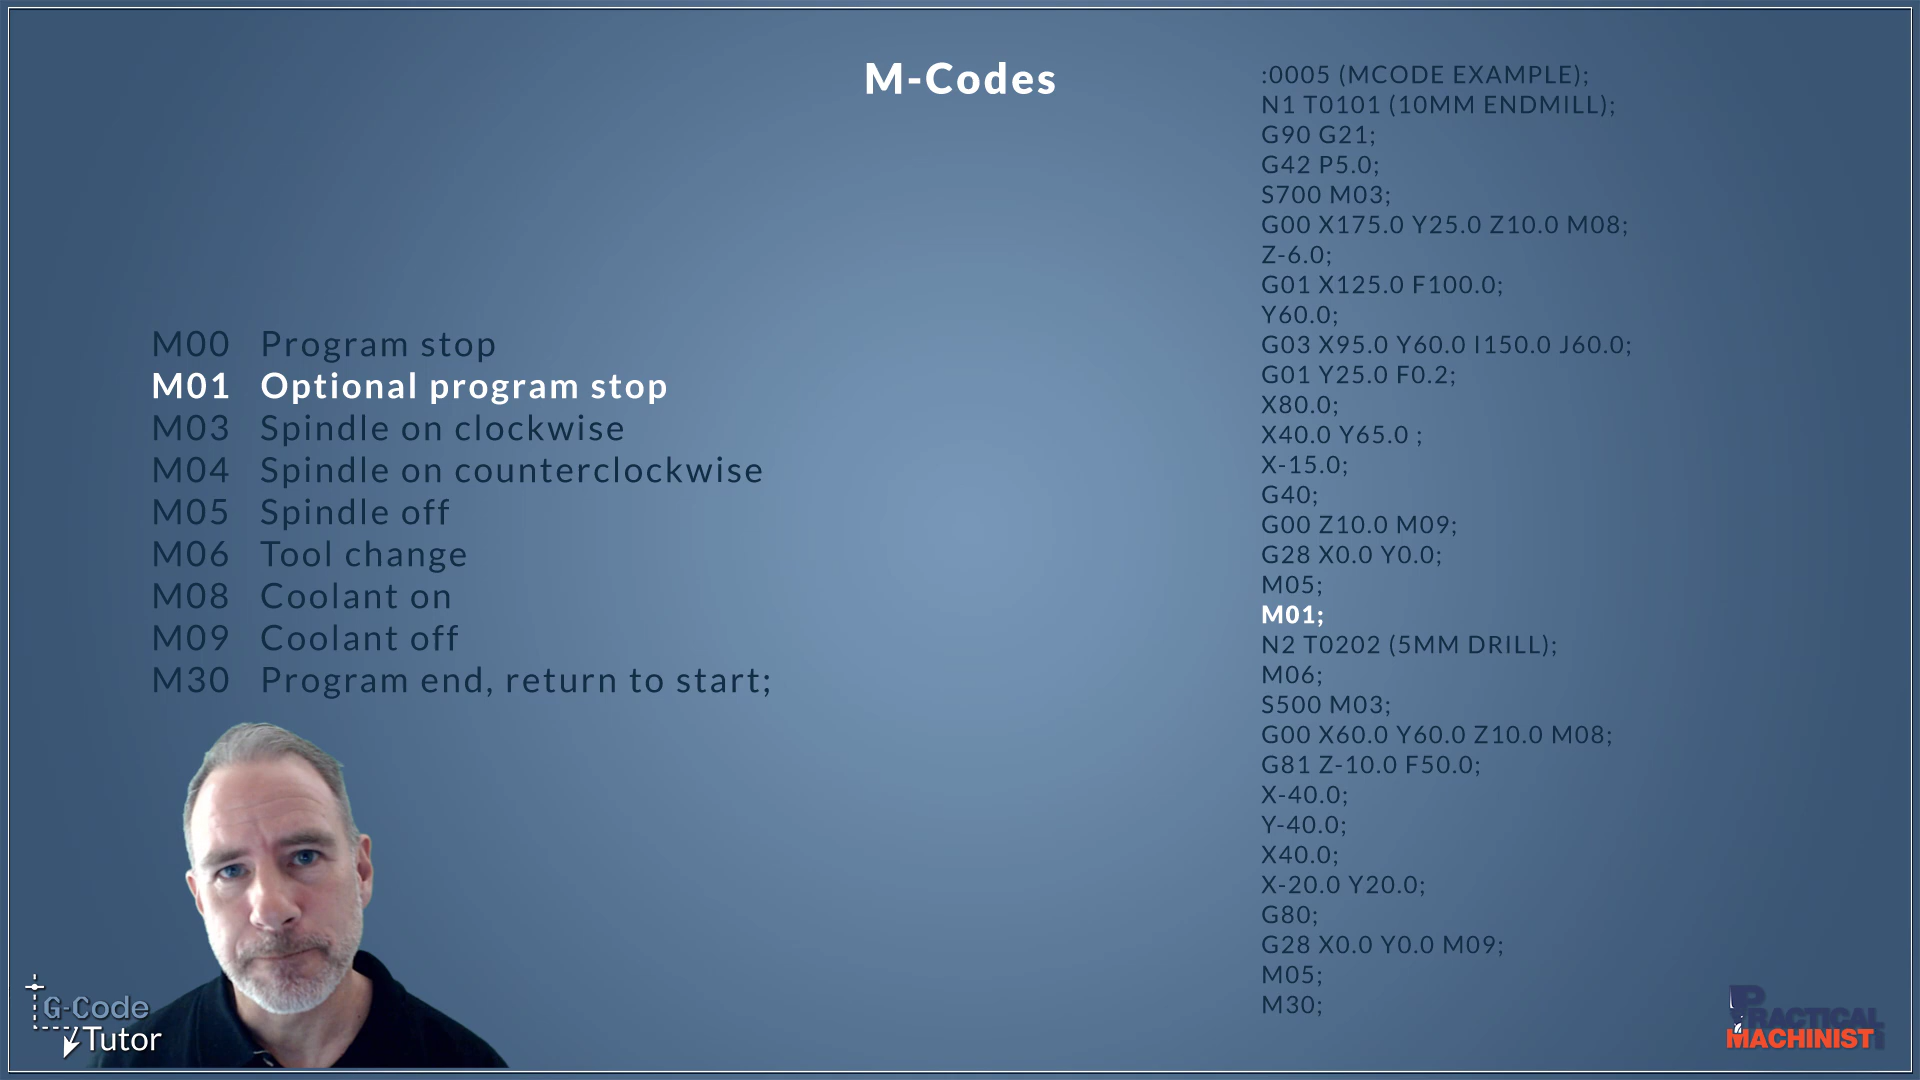 M-Codes
M00 Program stop
M01 Optional program stop
M03 Spindle on clockwise
M04 Spindle on counterclockwise
M05 Spindle off
M06 Tool change
M08 Coolant on
M09 Coolant off
M30 Program end, return to start;
:0005 (MCODE EXAMPLE);
N1 T0101 (10MM ENDMILL);
G90 G21;
G42 P5.0;
S700 M03;
G00 X175.0 Y25.0 Z10.0 M08;
Z-6.0;
G01 X125.0 F100.0;
Y60.0;
G03 X95.0 Y60.0 I150.0 J60.0;
G01 Y25.0 F0.2;
X80.0;
X40.0 Y65.0 ;
X-15.0;
G40;
G00 Z10.0 M09;
G28 X0.0 Y0.0;
M05;
M01;
N2 T0202 (5MM DRILL);
M06;
S500 M03;
G00 X60.0 Y60.0 Z10.0 M08;
G81 Z-10.0 F50.0;
X-40.0;
Y-40.0;
X40.0;
X-20.0 Y20.0;
G80;
G28 X0.0 Y0.0 M09;
M05;
M30;
G-Code
Tutor
PRACTICAL
MACHINIST